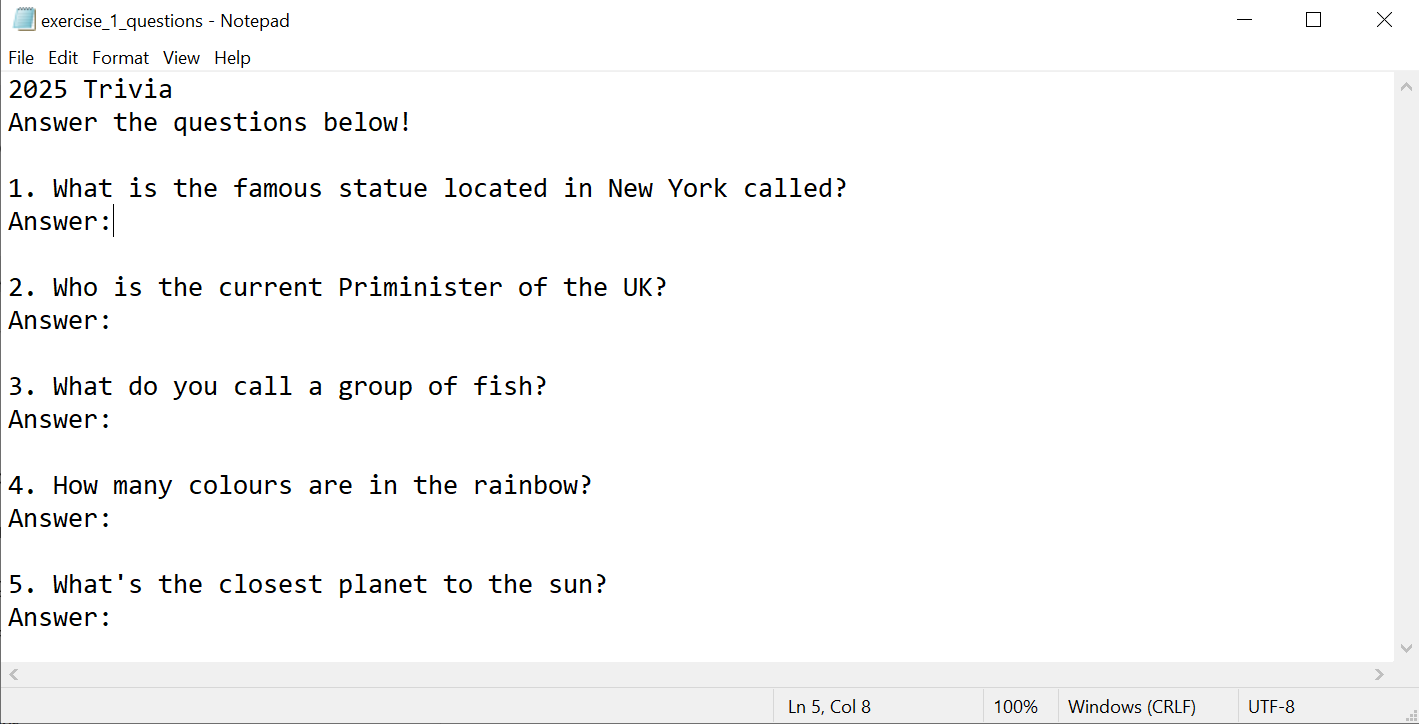 exercise_1_questions - Notepad
File Edit Format View Help
2025 Trivia
Answer the questions below!
1. What is the famous statue located in New York called?
Answer:
2. Who is the current Priminister of the UK?
Answer:
3. What do you call a group of fish?
Answer:
4. How many colours are in the rainbow?
Answer:
5. What's the closest planet to the sun?
Answer:
Ln 5, Col 8 100% Windows (CRLF) UTF-8